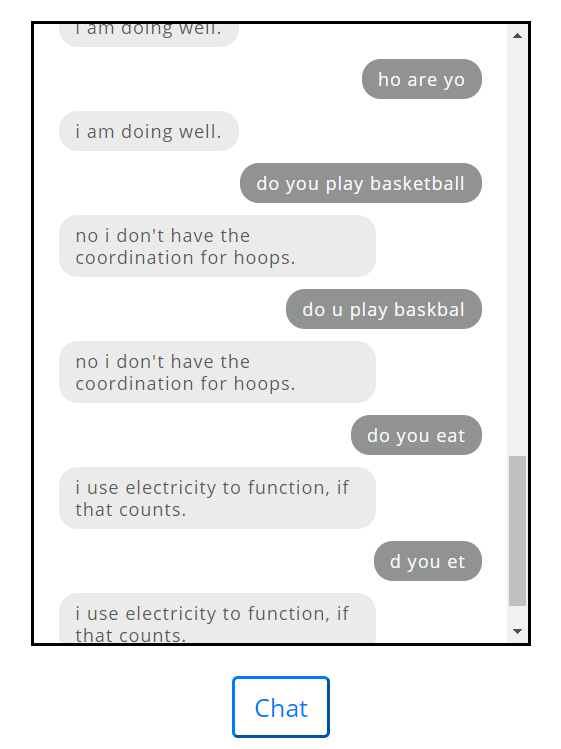 i am doing well.
ho are yo
i am doing well.
do you play basketball
no i don't have the
coordination for hoops.
do u play baskbal
no i don't have the
coordination for hoops.
do you eat
i use electricity to function, if
that counts.
d you et
i use electricity to function, if
that counts.
Chat